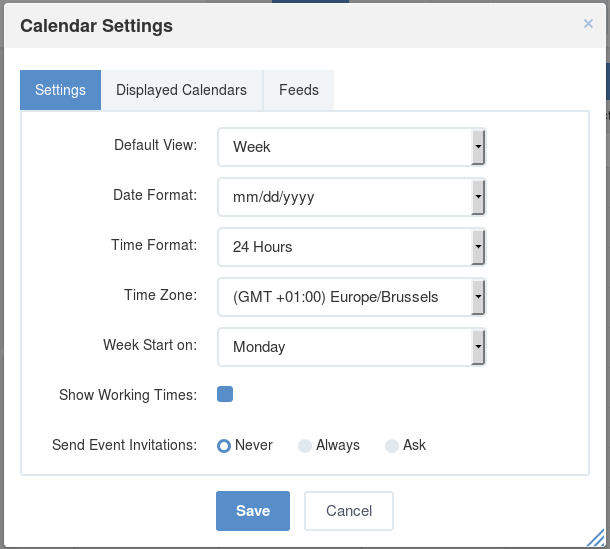 Calendar Settings ×
Settings Displayed Calendars Feeds
Default View: Week
Date Format: mm/dd/yyyy
Time Format: 24 Hours
Time Zone: (GMT +01:00) Europe/Brussels
Week Start on: Monday
Show Working Times:
Send Event Invitations: Never Always Ask
Save Cancel